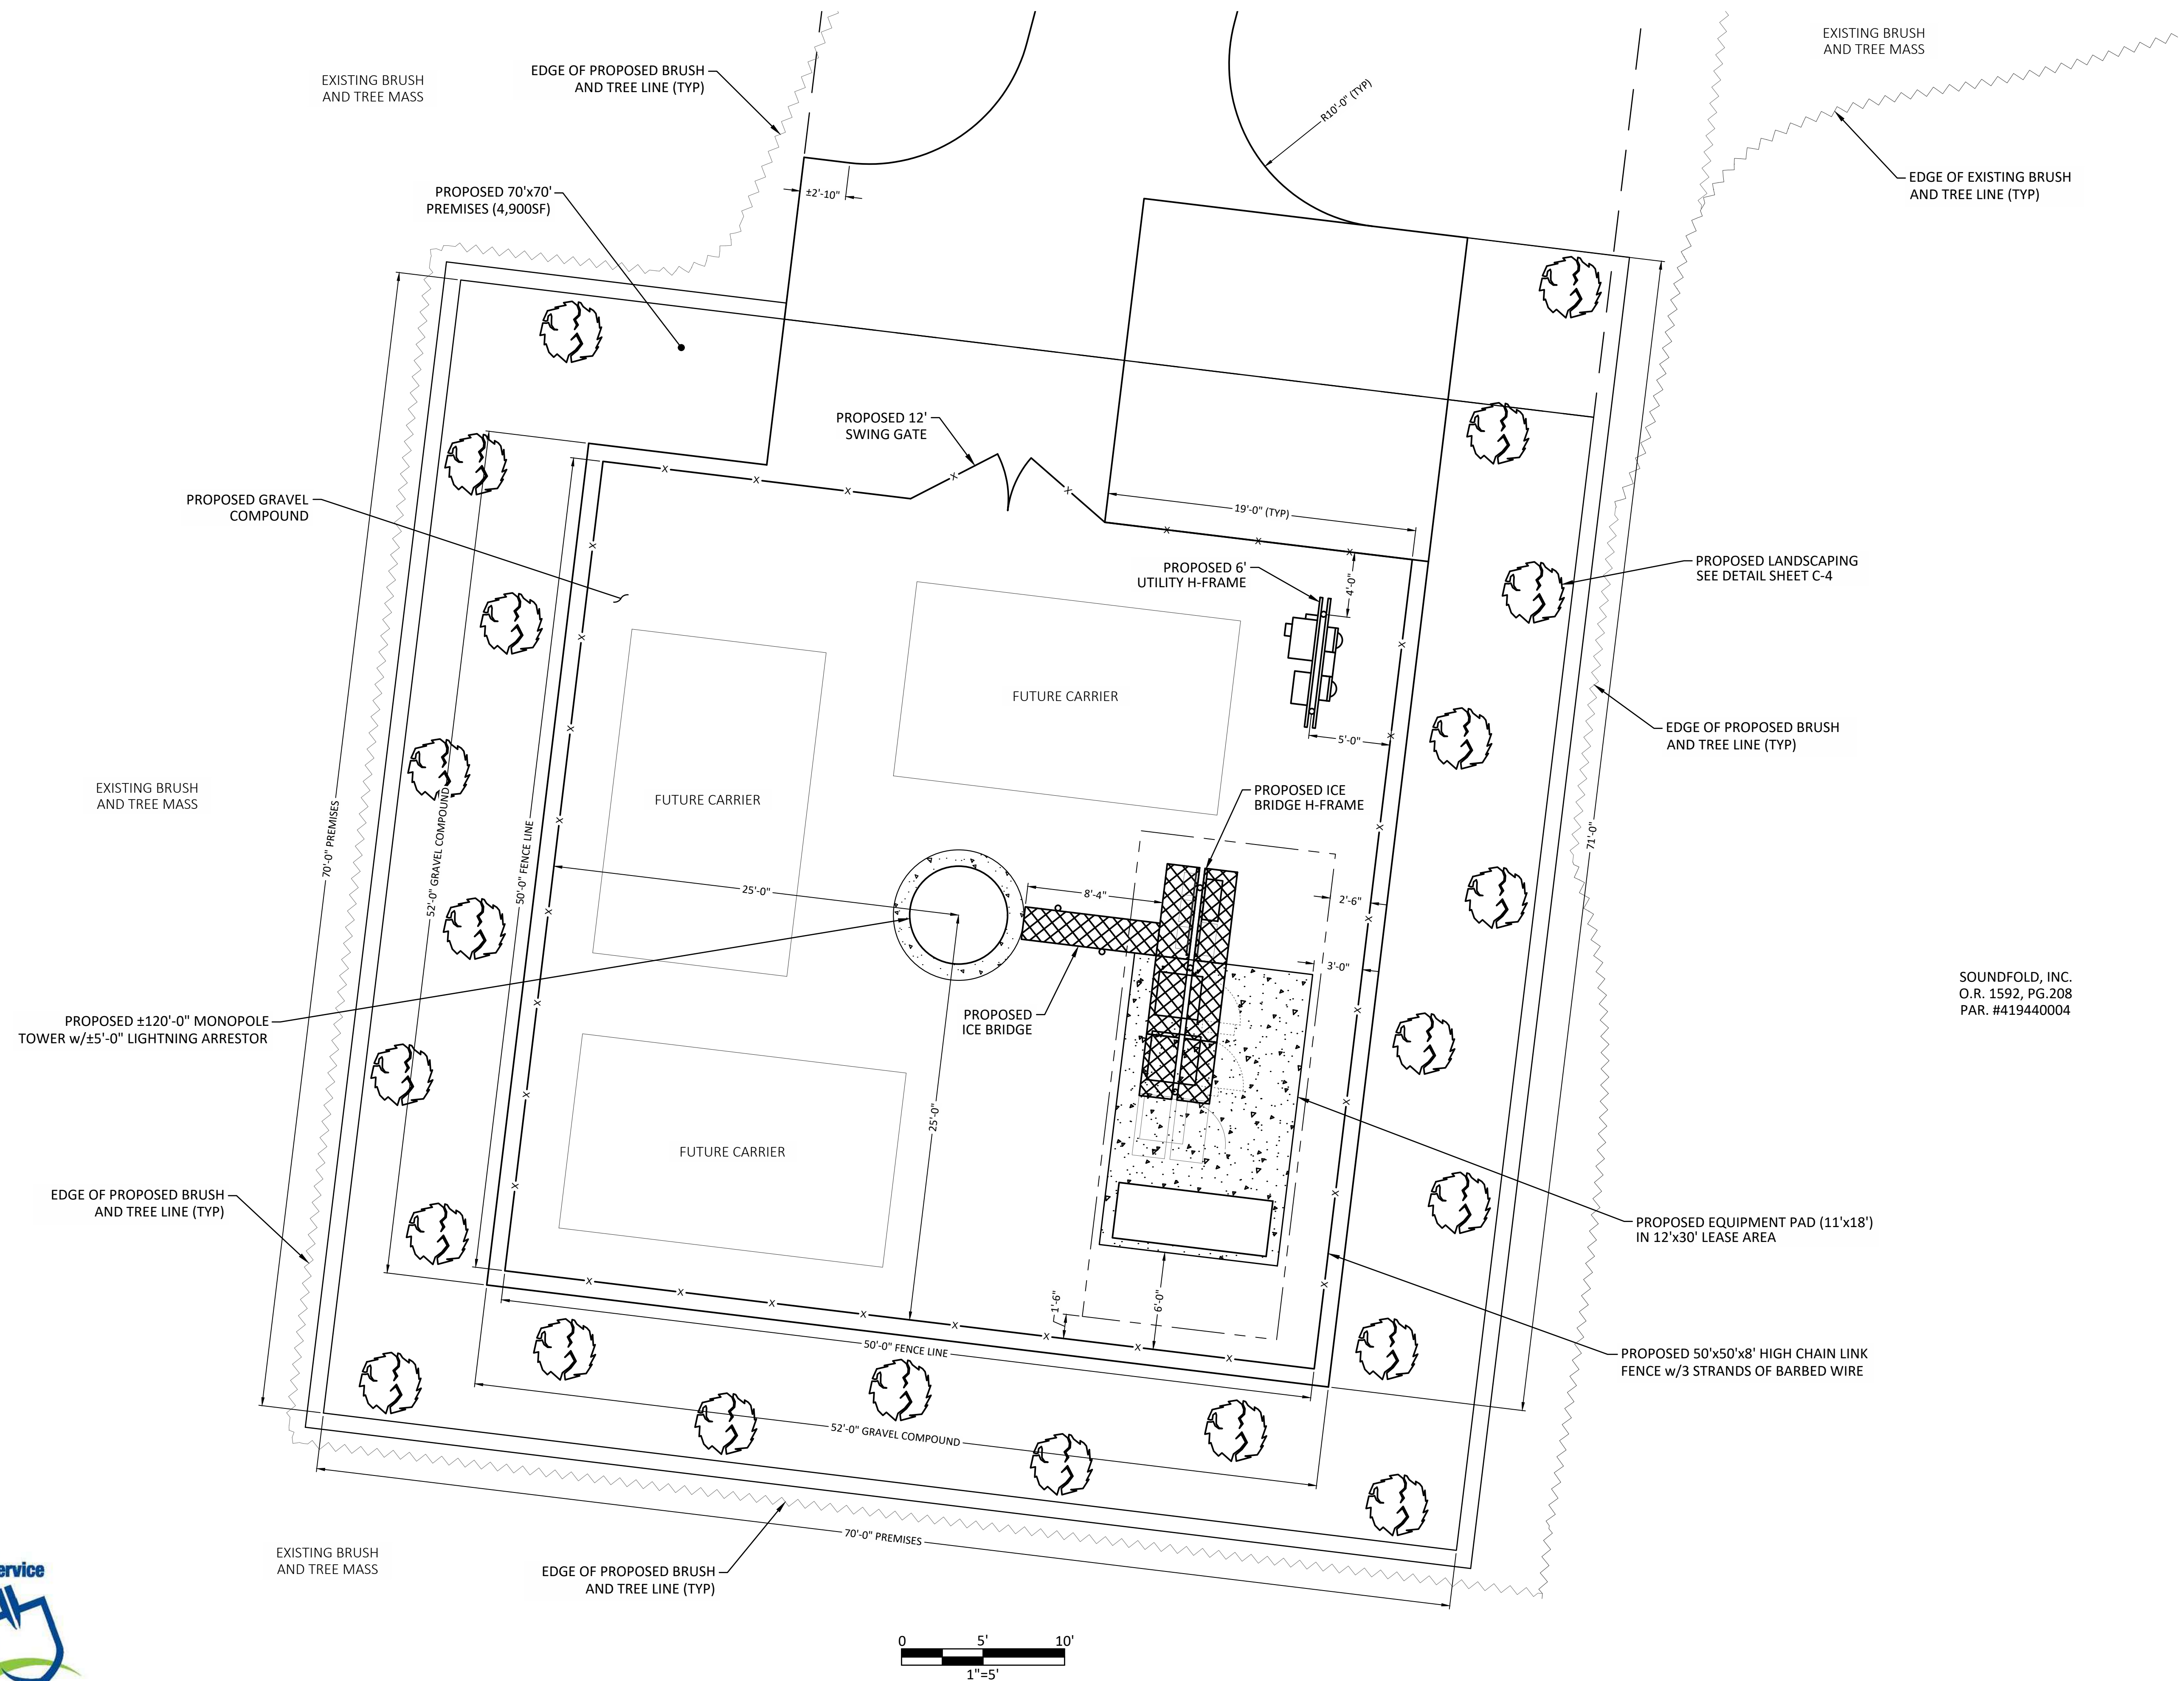 EXISTING BRUSH
AND TREE MASS
EXISTING BRUSH
AND TREE MASS
EDGE OF PROPOSED BRUSH
AND TREE LINE (TYP)
R10'-0" (TYP)
EDGE OF EXISTING BRUSH
AND TREE LINE (TYP)
±2'-10"
PROPOSED 70'x70'
PREMISES (4,900SF)
PROPOSED 12'
SWING GATE
PROPOSED GRAVEL
COMPOUND
19'-0" (TYP)
PROPOSED 6'
UTILITY H-FRAME
4'-0"
PROPOSED LANDSCAPING
SEE DETAIL SHEET C-4
FUTURE CARRIER
5'-0"
EDGE OF PROPOSED BRUSH
AND TREE LINE (TYP)
EXISTING BRUSH
AND TREE MASS
FUTURE CARRIER
PROPOSED ICE
BRIDGE H-FRAME
70'-0" PREMISES
52'-0" GRAVEL COMPOUND
50'-0" FENCE LINE
71'-0"
25'-0"
8'-4"
2'-6"
3'-0"
SOUNDFOLD, INC.
O.R. 1592, PG.208
PAR. #419440004
PROPOSED
ICE BRIDGE
PROPOSED ±120'-0" MONOPOLE
TOWER w/±5'-0" LIGHTNING ARRESTOR
25'-0"
FUTURE CARRIER
EDGE OF PROPOSED BRUSH
AND TREE LINE (TYP)
PROPOSED EQUIPMENT PAD (11'x18')
IN 12'x30' LEASE AREA
1'-6"
6'-0"
50'-0" FENCE LINE
PROPOSED 50'x50'x8' HIGH CHAIN LINK
FENCE w/3 STRANDS OF BARBED WIRE
52'-0" GRAVEL COMPOUND
70'-0" PREMISES
EXISTING BRUSH
AND TREE MASS
EDGE OF PROPOSED BRUSH
AND TREE LINE (TYP)
ervice
0 5' 10'
1"=5'